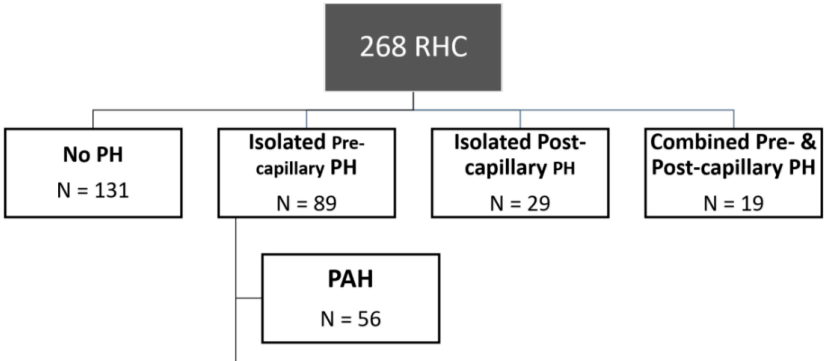 268 RHC
No PH
N = 131
Isolated Pre-
capillary PH
N = 89
Isolated Post-
capillary PH
N = 29
Combined Pre- &
Post-capillary PH
N = 19
PAH
N = 56